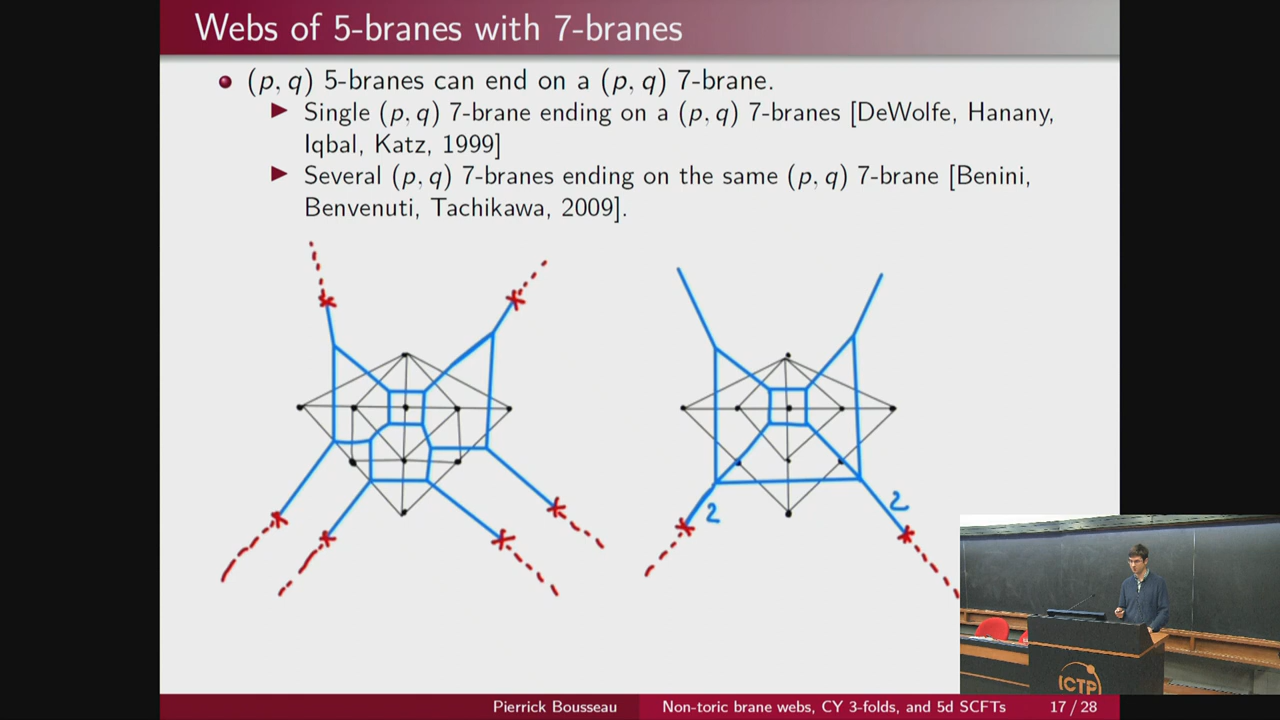 Webs of 5-branes with 7-branes
(p, q) 5-branes can end on a (p, q) 7-brane.
Single (p, q) 7-brane ending on a (p, q) 7-branes [DeWolfe, Hanany,
Iqbal, Katz, 1999]
Several (p, q) 7-branes ending on the same (p, q) 7-brane [Benini,
Benvenuti, Tachikawa, 2009].
2
2
ICTP
Pierrick Bousseau
Non-toric brane webs, CY 3-folds, and 5d SCFTs
17 / 28